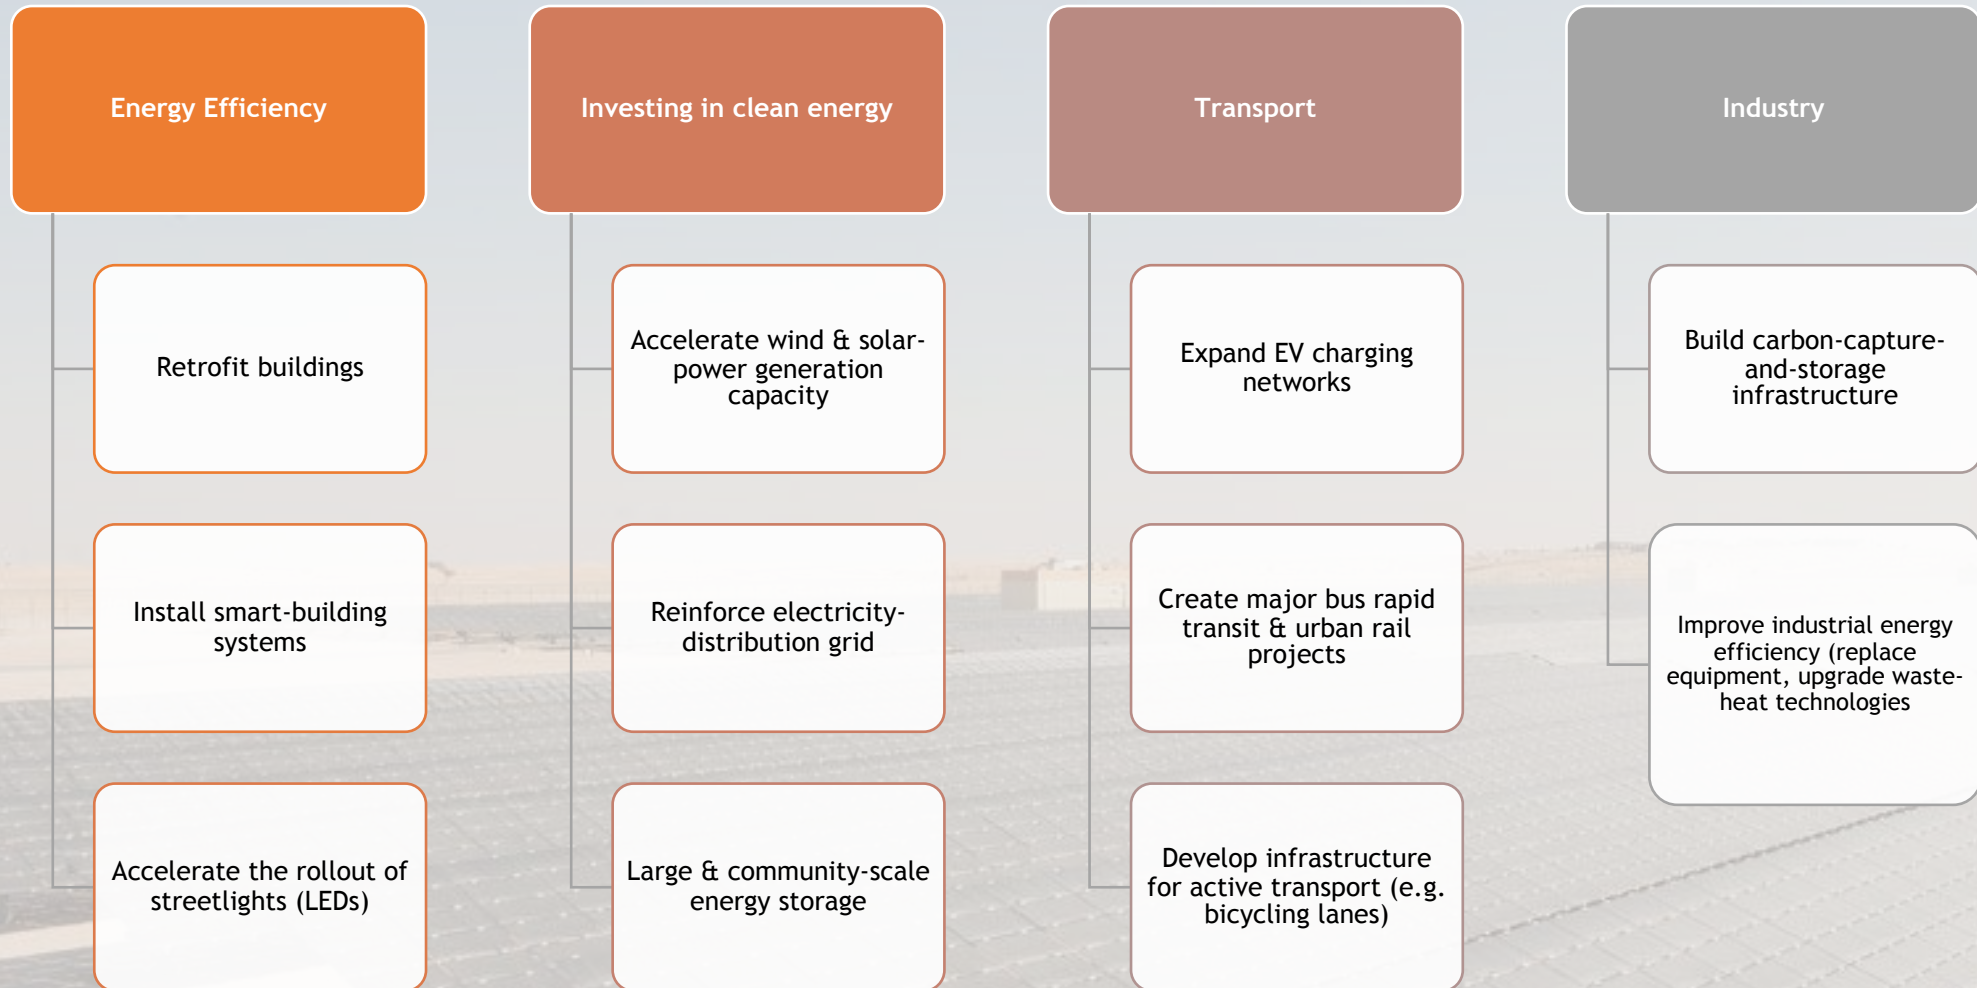 Energy Efficiency
Retrofit buildings
Install smart-building
systems
Accelerate the rollout of
streetlights (LEDs)
Investing in clean energy
Accelerate wind & solar-
power generation
capacity
Reinforce electricity-
distribution grid
Large & community-scale
energy storage
Transport
Expand EV charging
networks
Create major bus rapid
transit & urban rail
projects
Develop infrastructure
for active transport (e.g.
bicycling lanes)
Industry
Build carbon-capture-
and-storage
infrastructure
Improve industrial energy
efficiency (replace
equipment, upgrade waste-
heat technologies